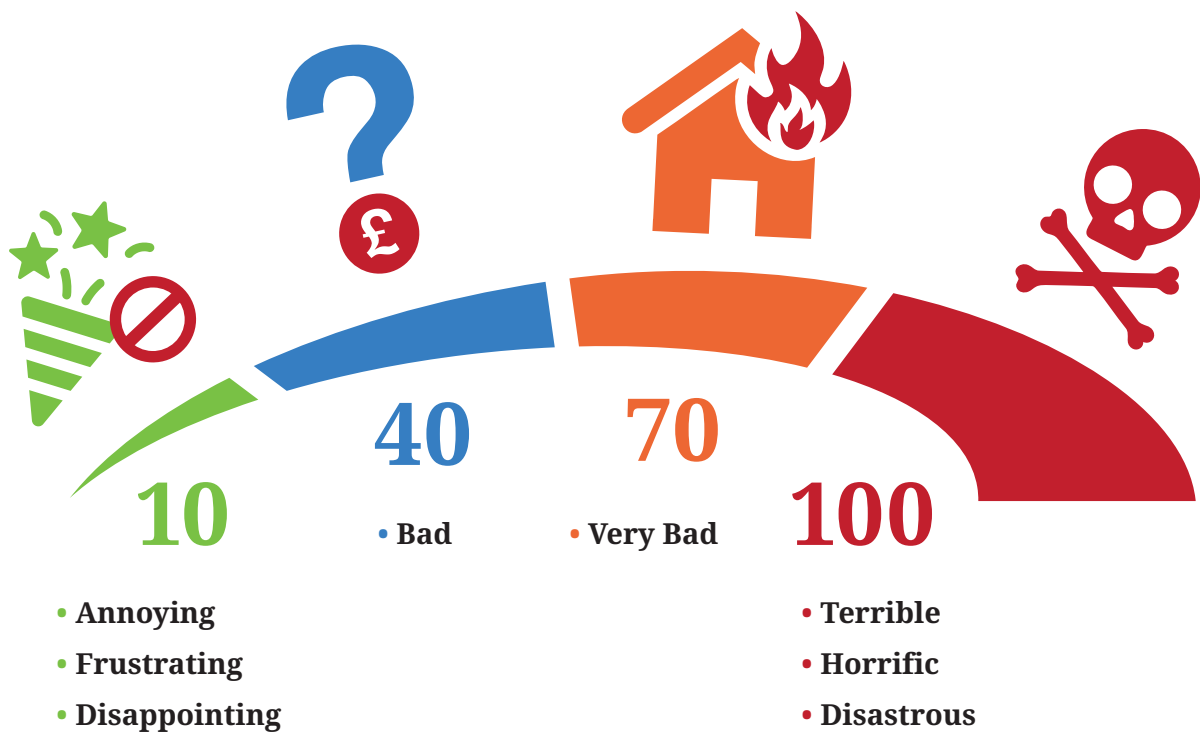 £
40
70
10
100
• Bad
• Very Bad
• Annoying
• Frustrating
• Disappointing
• Terrible
• Horrific
• Disastrous